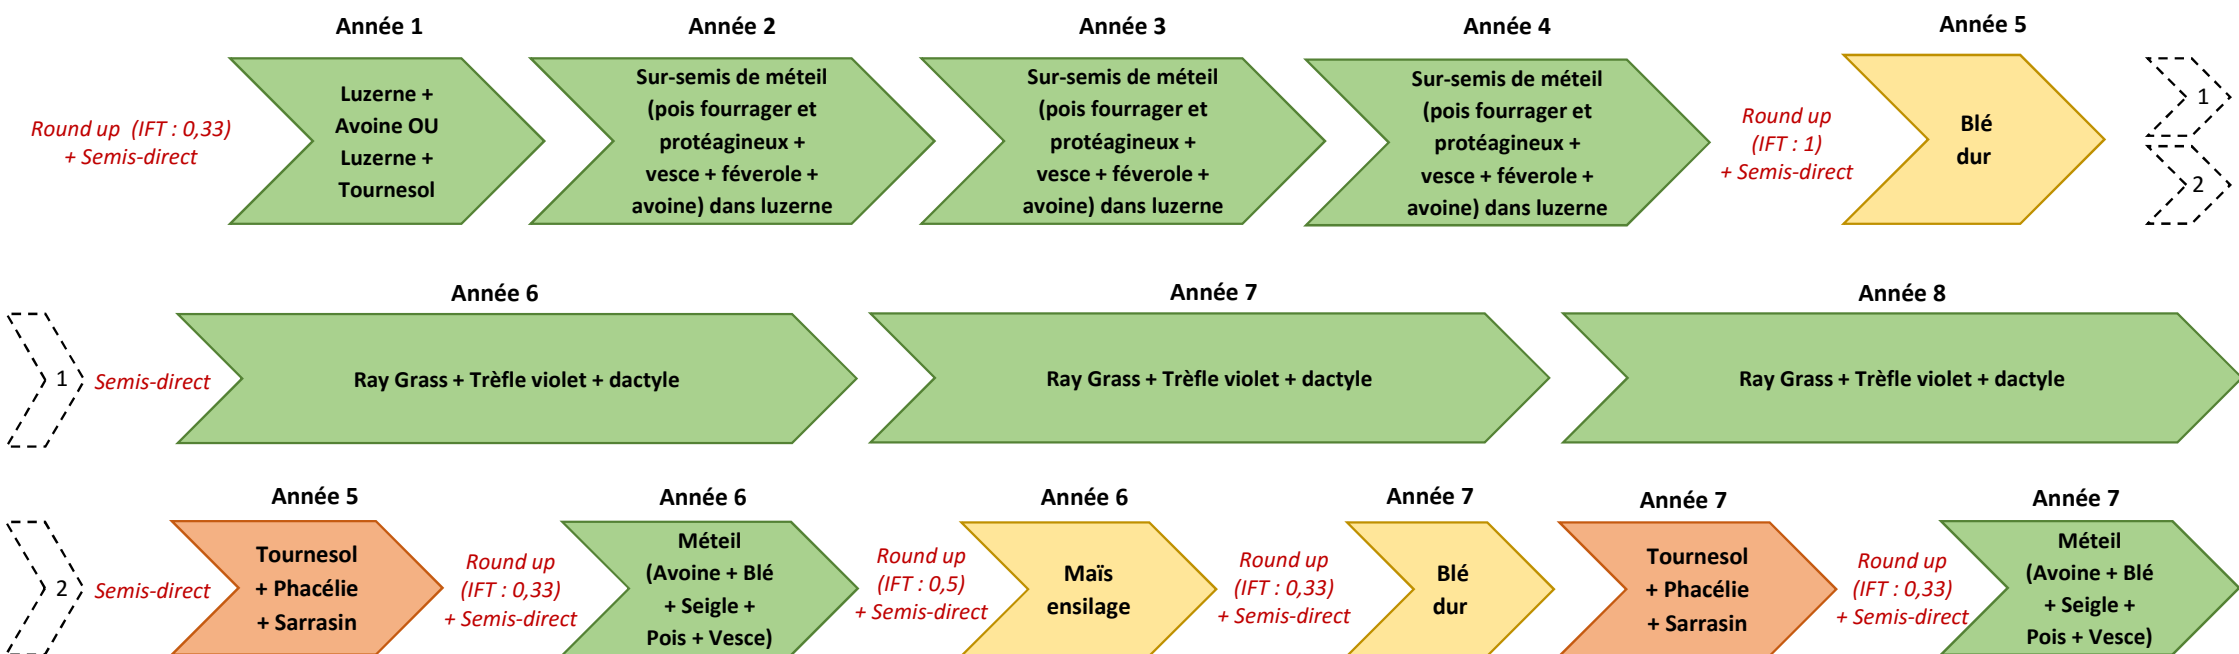 Année 1
Année 2
Année 3
Année 4
Année 5
Round up (IFT : 0,33)
+ Semis-direct
Luzerne +
Avoine OU
Luzerne +
Tournesol
Sur-semis de méteil
(pois fourrager et
protéagineux +
vesce + féverole +
avoine) dans luzerne
Sur-semis de méteil
(pois fourrager et
protéagineux +
vesce + féverole +
avoine) dans luzerne
Sur-semis de méteil
(pois fourrager et
protéagineux +
vesce + féverole +
avoine) dans luzerne
Round up
(IFT : 1)
+ Semis-direct
Blé
dur
1
2
Année 6
Année 7
Année 8
1
Semis-direct
Ray Grass + Trèfle violet + dactyle
Ray Grass + Trèfle violet + dactyle
Ray Grass + Trèfle violet + dactyle
Année 5
Année 6
Année 6
Année 7
Année 7
Année 7
2
Semis-direct
Tournesol
+ Phacélie
+ Sarrasin
Round up
(IFT : 0,33)
+ Semis-direct
Méteil
(Avoine + Blé
+ Seigle +
Pois + Vesce)
Round up
(IFT : 0,5)
+ Semis-direct
Maïs
ensilage
Round up
(IFT : 0,33)
+ Semis-direct
Blé
dur
Tournesol
+ Phacélie
+ Sarrasin
Round up
(IFT : 0,33)
+ Semis-direct
Méteil
(Avoine + Blé
+ Seigle +
Pois + Vesce)